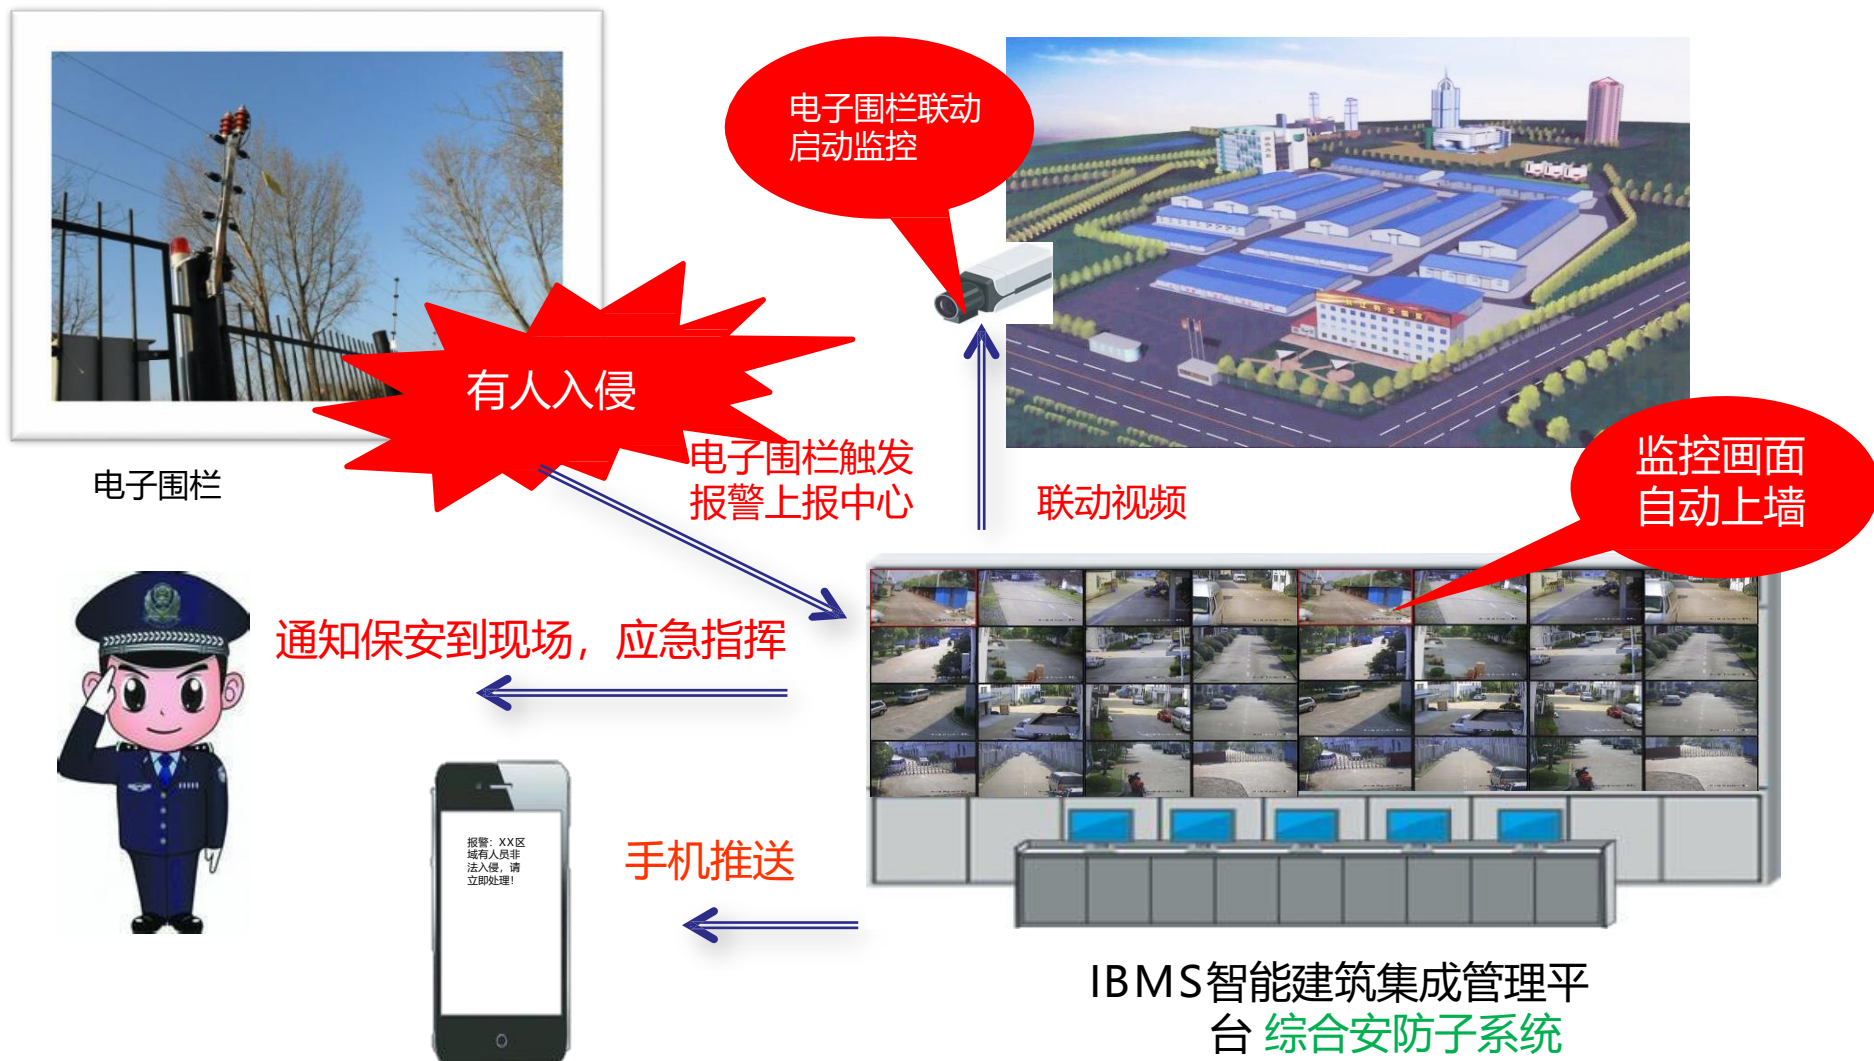 电子围栏联动
启动监控
有人入侵
电子围栏
电子围栏触发
报警上报中心
联动视频
监控画面
自动上墙
通知保安到现场，应急指挥
报警：XX区
域有人员非
法入侵，请
立即处理！
手机推送
IBMS智能建筑集成管理平
台 综合安防子系统